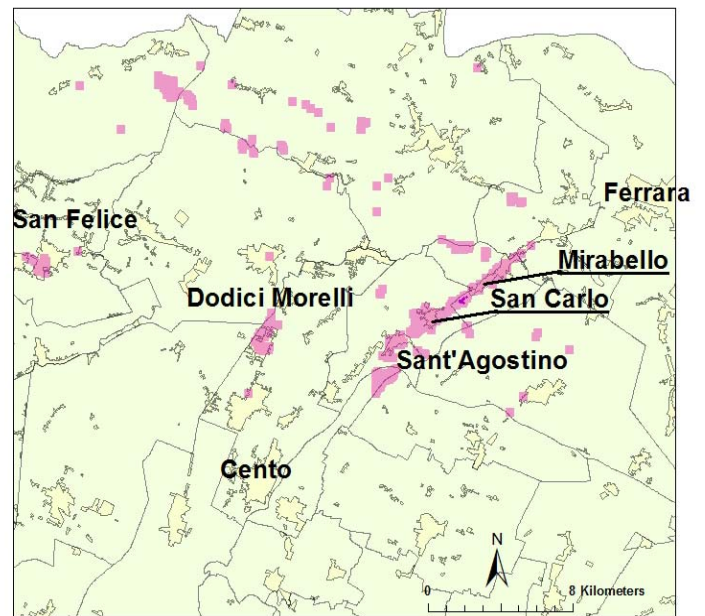 Ferrara
San Felice
Mirabello
Dodici Morelli
San Carlo
Sant'Agostino
Cento
N
0 8 Kilometers